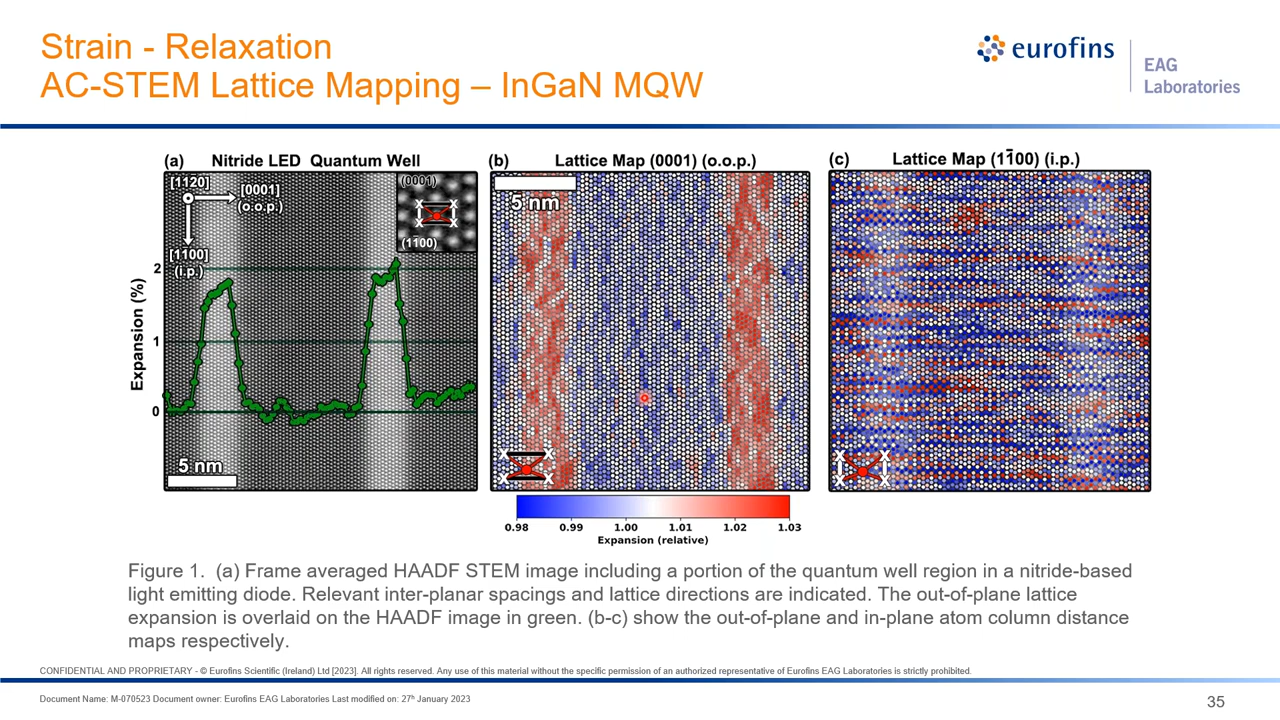 Strain - Relaxation
AC-STEM Lattice Mapping – InGaN MQW
eurofins
EAG
Laboratories
(a) Nitride LED Quantum Well
[1120]
[0001]
(o.o.p.)
[1100]
(i.p.)
(0001)
(1100)
Expansion (%)
2
1
0
5 nm
(b) Lattice Map (0001) (o.o.p.)
5 nm
0.98 0.99 1.00 1.01 1.02 1.03
Expansion (relative)
(c) Lattice Map (11̄00) (i.p.)
Figure 1. (a) Frame averaged HAADF STEM image including a portion of the quantum well region in a nitride-based
light emitting diode. Relevant inter-planar spacings and lattice directions are indicated. The out-of-plane lattice
expansion is overlaid on the HAADF image in green. (b-c) show the out-of-plane and in-plane atom column distance
maps respectively.
CONFIDENTIAL AND PROPRIETARY - © Eurofins Scientific (Ireland) Ltd [2023]. All rights reserved. Any use of this material without the specific permission of an authorized representative of Eurofins EAG Laboratories is strictly prohibited.
Document Name: M-070523 Document owner: Eurofins EAG Laboratories Last modified on: 27th January 2023
35